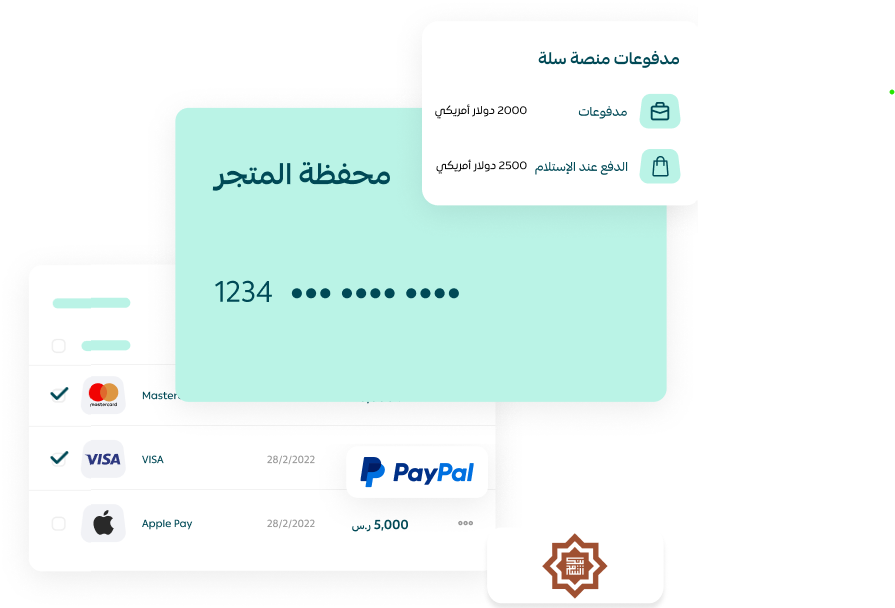 مدفوعات منصة سلة
مدفوعات 2000 دولار أمريكي
الدفع عند الإستلام 2500 دولار أمريكي
محفظة المتجر
1234 ••• •••• ••••
mastercard
VISA VISA 28/2/2022
PayPal
Apple Pay 28/2/2022 5,000 ر.س